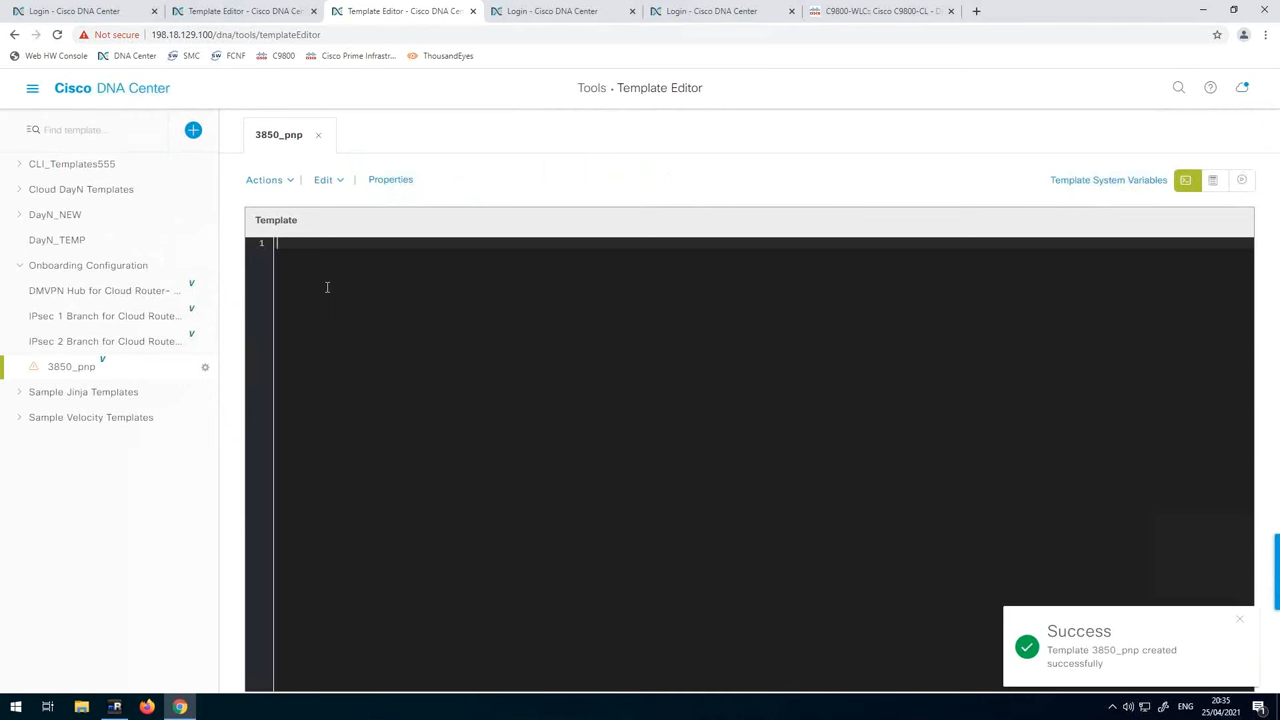 Login - Cisco DNA Center
Template Editor - Cisco DNA Cen
Template Editor - Cisco DNA Cen
Login - Cisco DNA Center
Login - Cisco DNA Center
C9800-WLC: Cisco C9800-CL - D
Not secure
198.18.129.100/dna/tools/templateEditor
Web HW Console
DNA Center
SMC
FCNF
C9800
Cisco Prime Infrastr...
ThousandEyes
Cisco DNA Center
Tools . Template Editor
Find template...
3850_pnp
CLI_Templates555
Cloud DayN Templates
DayN_NEW
DayN_TEMP
Onboarding Configuration
DMVPN Hub for Cloud Router- ...
V
IPsec 1 Branch for Cloud Route...
V
IPsec 2 Branch for Cloud Route...
V
3850_pnp
V
Sample Jinja Templates
Sample Velocity Templates
Actions
Edit
Properties
Template System Variables
Template
1
Success
Template 3850_pnp created
successfully
ENG
20:35
25/04/2021